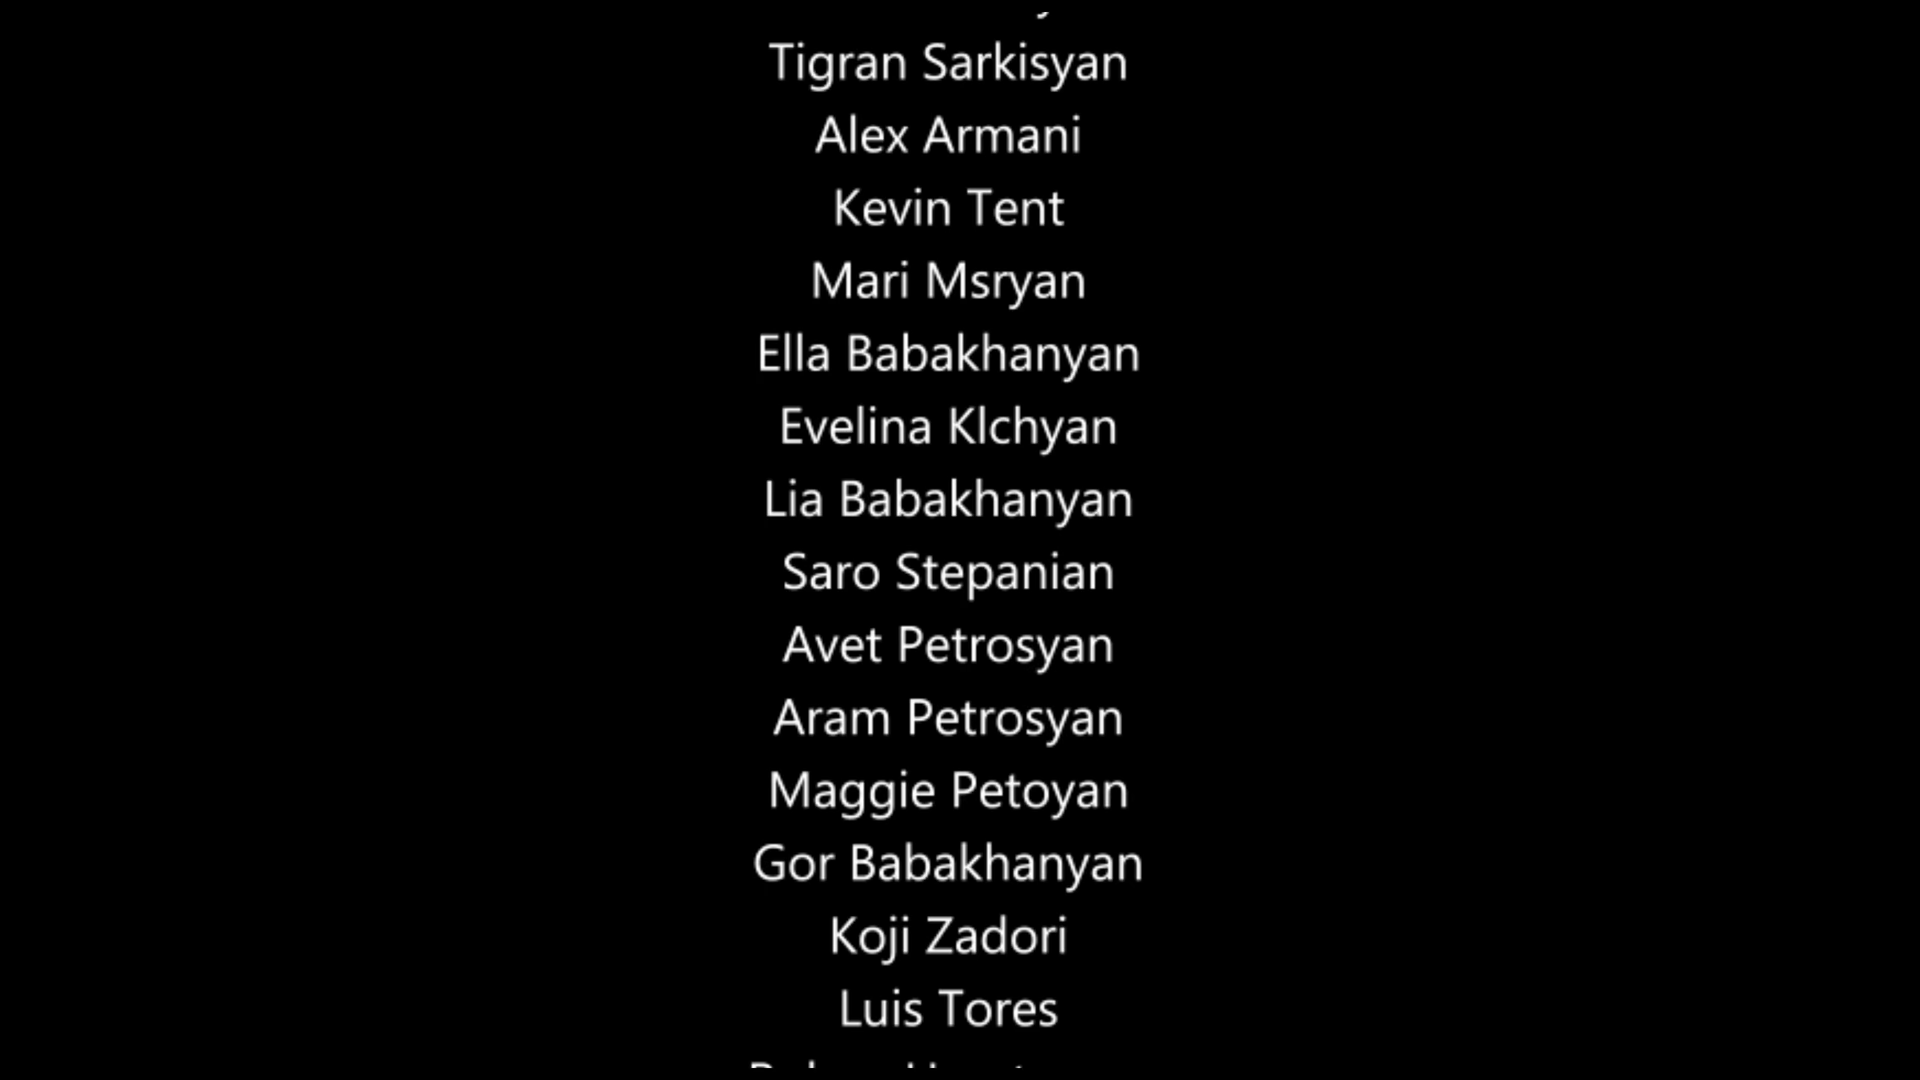 Tigran Sarkisyan
Alex Armani
Kevin Tent
Mari Msryan
Ella Babakhanyan
Evelina Klchyan
Lia Babakhanyan
Saro Stepanian
Avet Petrosyan
Aram Petrosyan
Maggie Petoyan
Gor Babakhanyan
Koji Zadori
Luis Tores